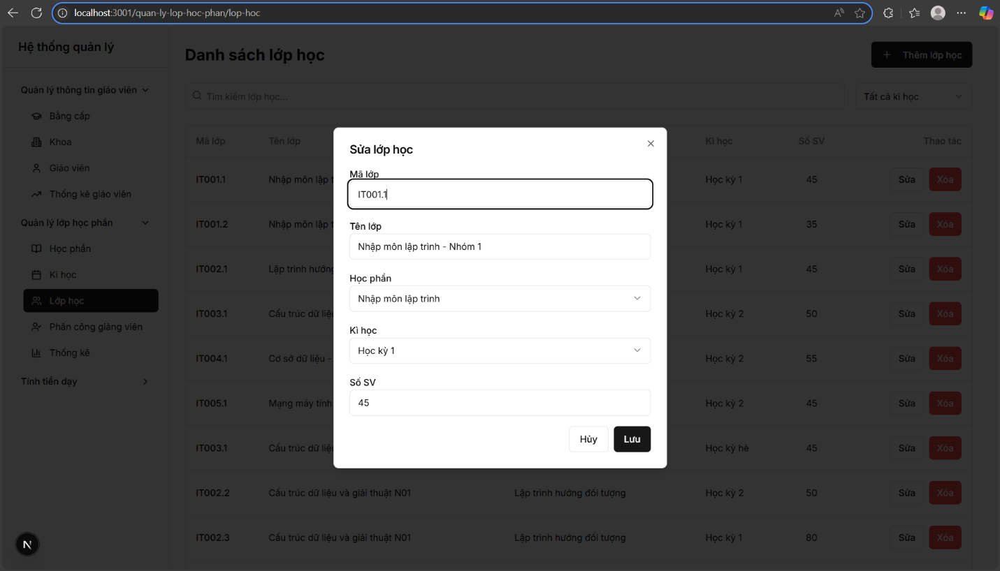 localhost:3001/quan-ly-lop-hoc-phan/lop-hoc
Hệ thống quản lý
Danh sách lớp học
+ Thêm lớp học
Quản lý thông tin giáo viên
Bằng cấp
Khoa
Giáo viên
Thống kê giáo viên
Quản lý lớp học phần
Học phần
Kì học
Lớp học
Phân công giảng viên
Thống kê
Tính tiền dạy
N
Tìm kiếm lớp học...
Tất cả kì học
Mã lớp Tên lớp Kì học Số SV Thao tác
IT001.1 Nhập môn lập Học kỳ 1 45 Sửa Xóa
IT001.2 Nhập môn lập Học kỳ 1 35 Sửa Xóa
IT002.1 Lập trình hướng Học kỳ 1 45 Sửa Xóa
IT003.1 Cấu trúc dữ Học kỳ 2 50 Sửa Xóa
IT004.1 Cơ sở dữ liệu - Học kỳ 2 55 Sửa Xóa
IT005.1 Mạng máy tính Học kỳ 2 45 Sửa Xóa
IT003.1 Cấu trúc dữ Học kỳ hè 45 Sửa Xóa
IT002.2 Cấu trúc dữ liệu và giải thuật N01 Lập trình hướng đối tượng Học kỳ 2 50 Sửa Xóa
IT002.3 Cấu trúc dữ liệu và giải thuật N01 Lập trình hướng đối tượng Học kỳ 1 80 Sửa Xóa
Sửa lớp học
Mã lớp
IT001.1
Tên lớp
Nhập môn lập trình - Nhóm 1
Học phần
Nhập môn lập trình
Kì học
Học kỳ 1
Số SV
45
Hủy Lưu